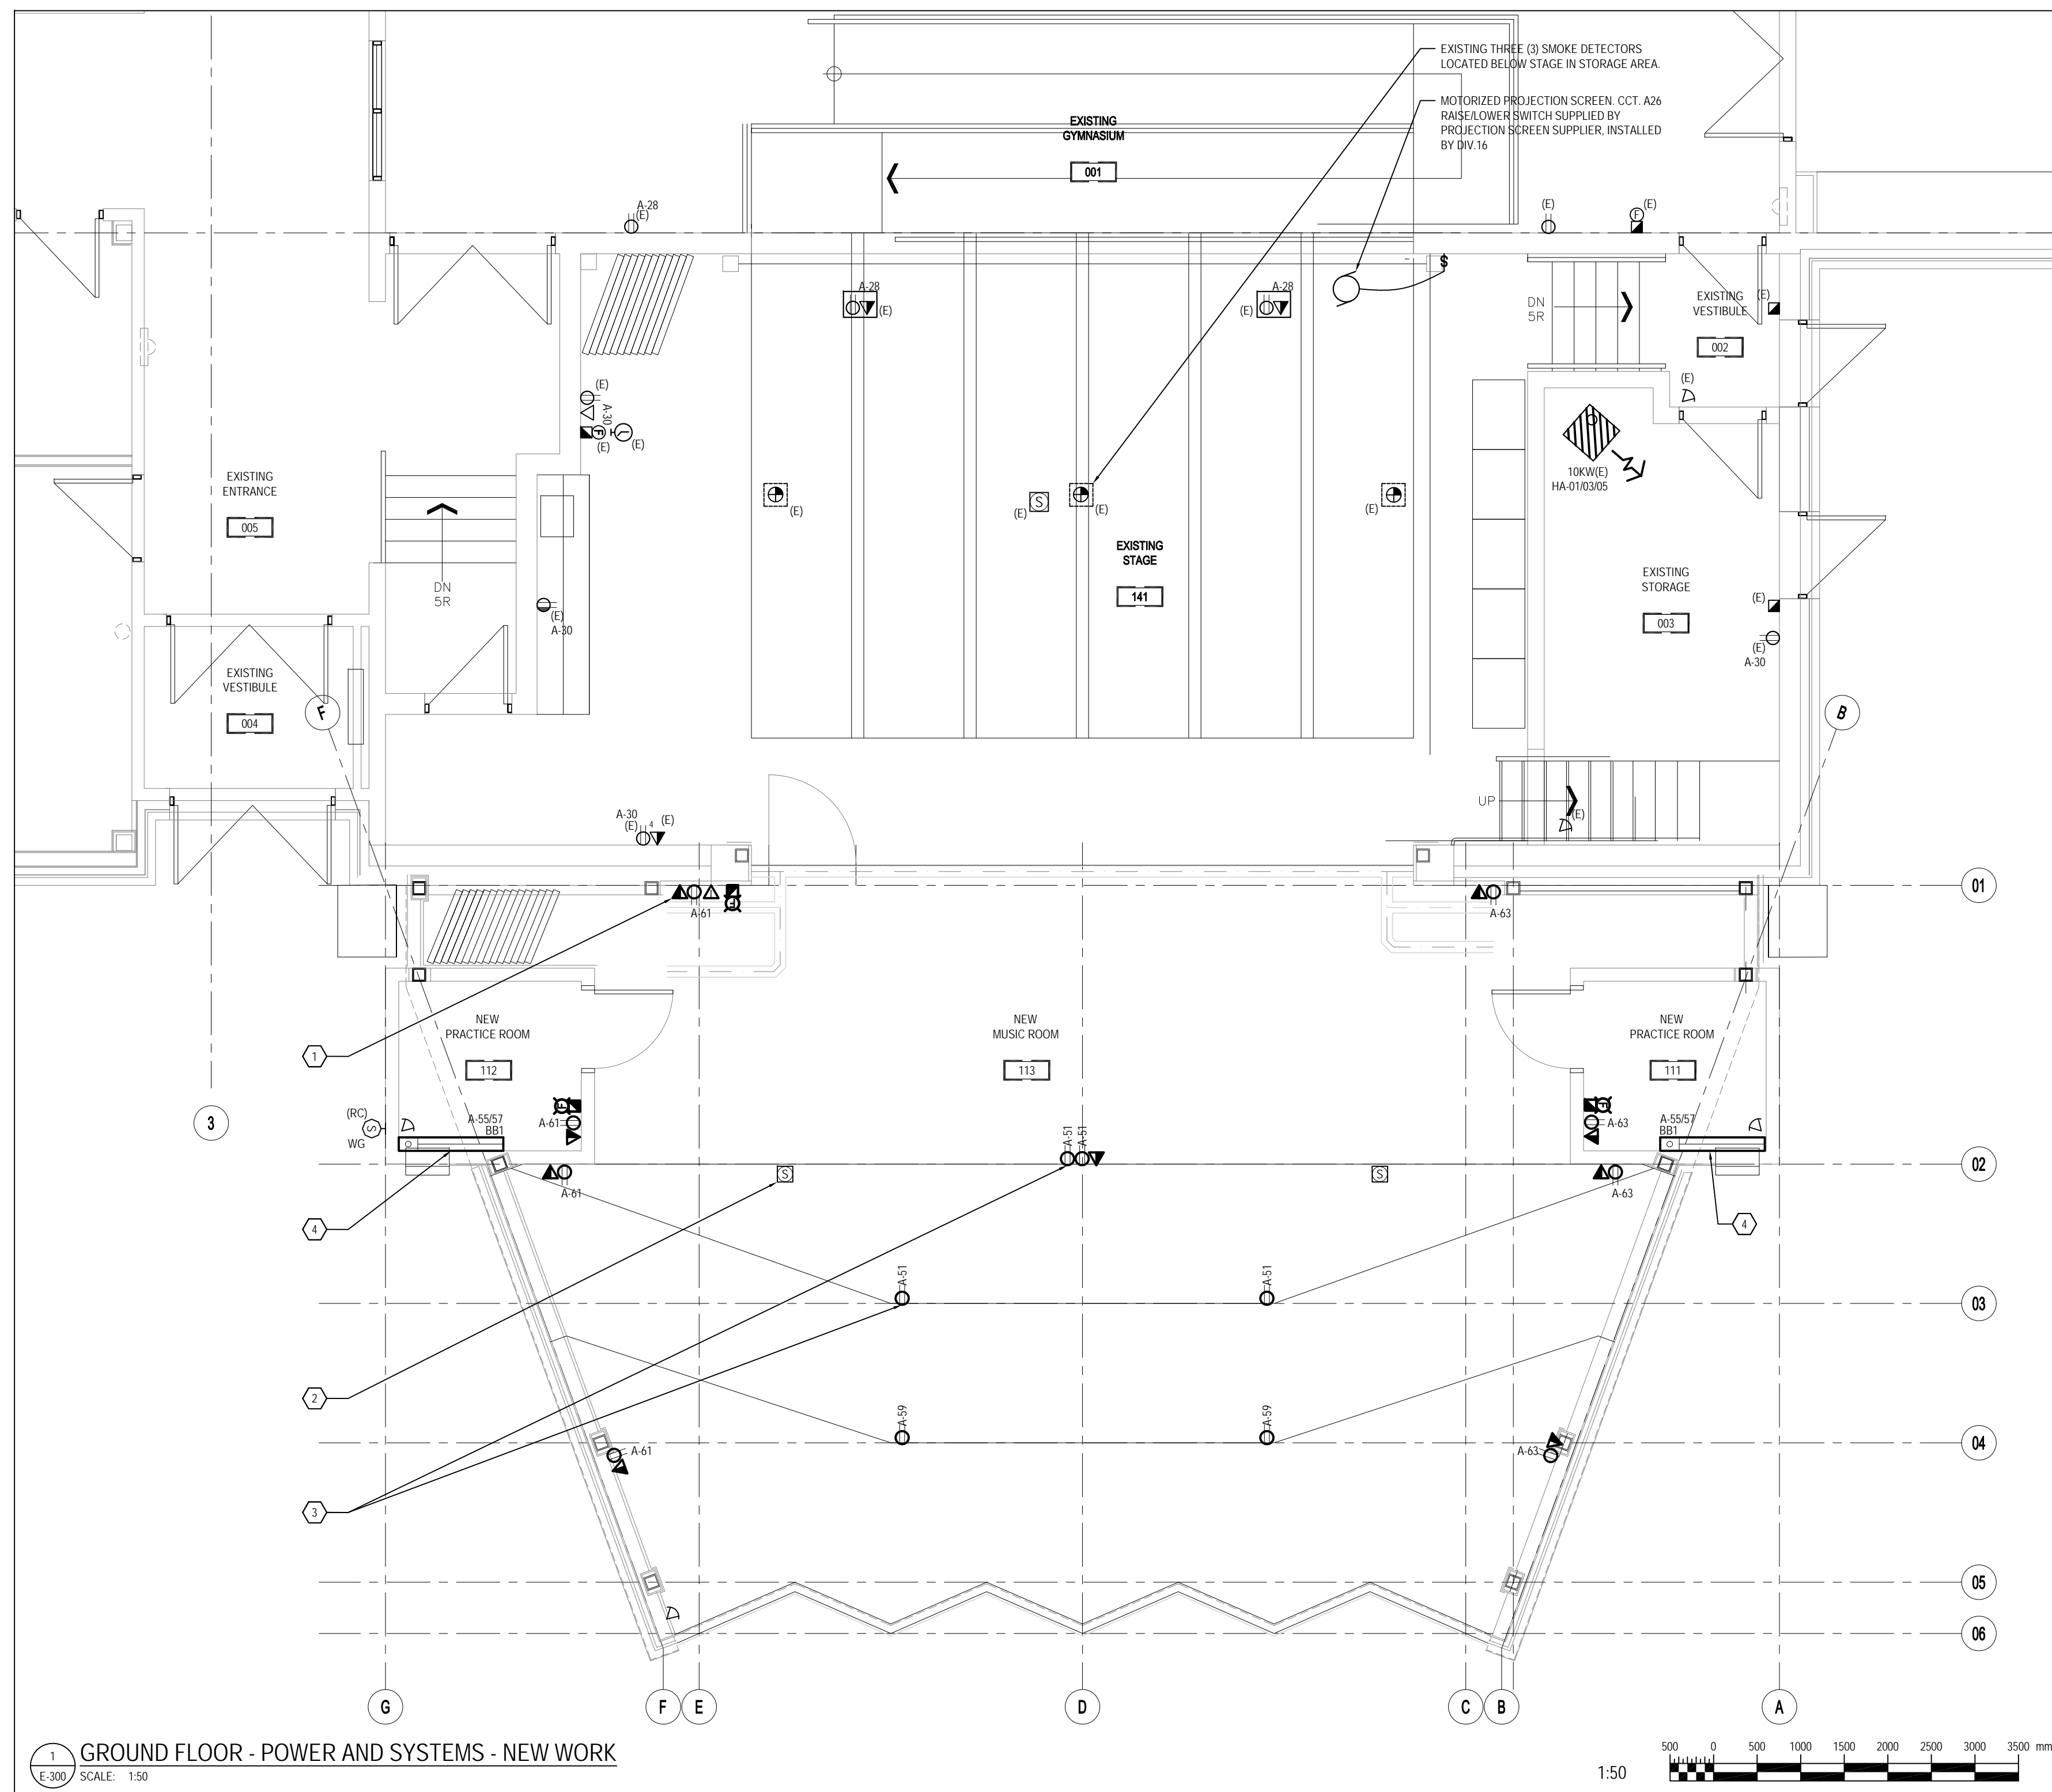 EXISTING THREE (3) SMOKE DETECTORS
LOCATED BELOW STAGE IN STORAGE AREA.
MOTORIZED PROJECTION SCREEN. CCT. A26
RAISE/LOWER SWITCH SUPPLIED BY
PROJECTION SCREEN SUPPLIER, INSTALLED
BY DIV.16
EXISTING
GYMNASIUM
001
A-28
(E)
(E)
F
(E)
$
A-28
(E)
A-28
(E)
DN
5R
EXISTING
VESTIBULE
(E)
002
(E)
(E)
A-30
F
(E)
(E)
10KW(E)
HA-01/03/05
EXISTING
ENTRANCE
005
(E)
(E)
S
(E)
(E)
EXISTING
STAGE
141
DN
5R
(E)
A-30
EXISTING
STORAGE
003
(E)
(E)
A-30
EXISTING
VESTIBULE
004
F
B
UP
(E)
A-30
(E)
4
(E)
01
A-61
F
A-63
NEW
PRACTICE ROOM
112
NEW
MUSIC ROOM
113
NEW
PRACTICE ROOM
111
1
3
(RC)
S
WG
A-55/57
BB1
F
A-61
A-51
A-51
F
A-63
A-55/57
BB1
02
A-61
S
S
A-63
4
4
A-51
A-51
03
2
A-59
A-59
A-61
A-63
04
3
05
06
G
F
E
D
C
B
A
1
E-300
GROUND FLOOR - POWER AND SYSTEMS - NEW WORK
SCALE: 1:50
1:50
500 0 500 1000 1500 2000 2500 3000 3500 mm